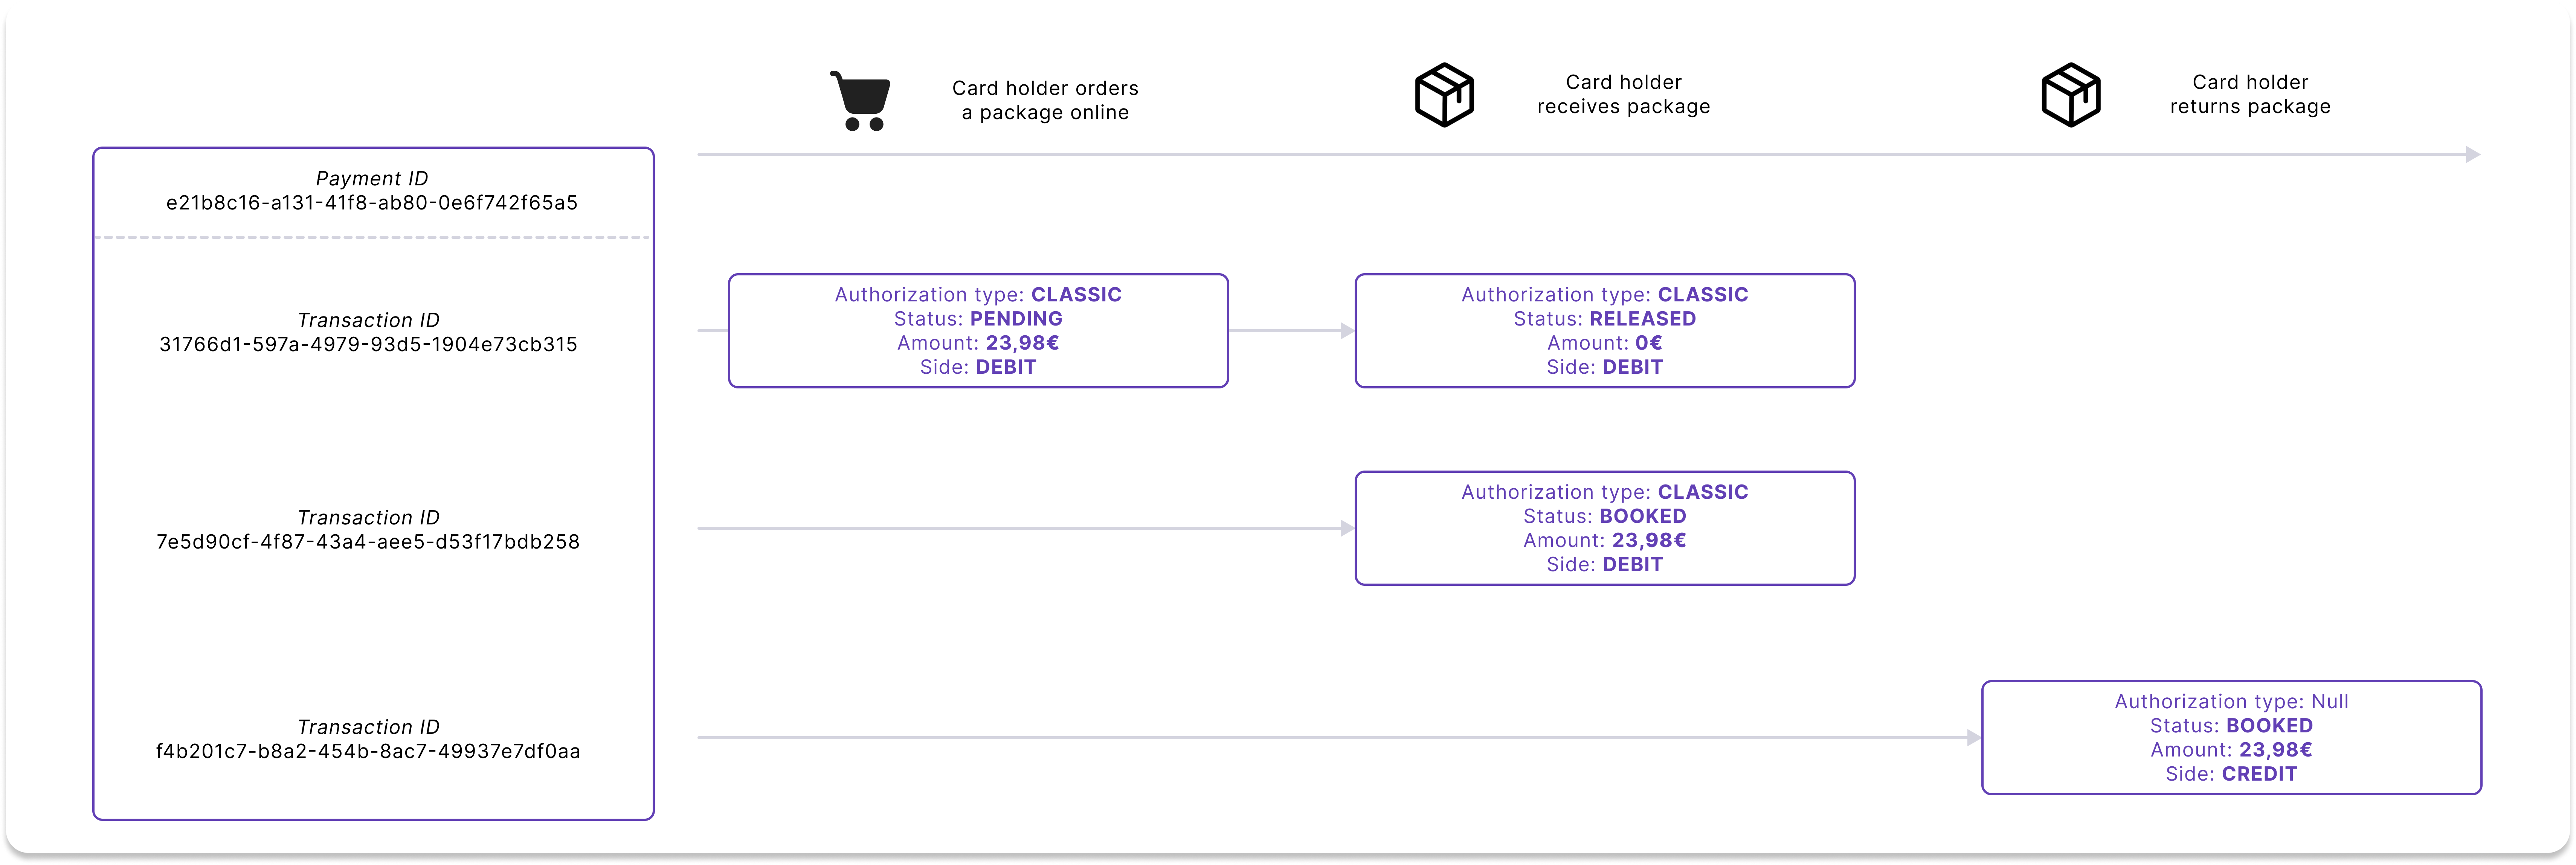 Card holder orders
a package online
Card holder
receives package
Card holder
returns package
Payment ID
e21b8c16-a131-41f8-ab80-0e6f742f65a5
Transaction ID
31766d1-597a-4979-93d5-1904e73cb315
Authorization type: CLASSIC
Status: PENDING
Amount: 23,98€
Side: DEBIT
Authorization type: CLASSIC
Status: RELEASED
Amount: 0€
Side: DEBIT
Transaction ID
7e5d90cf-4f87-43a4-aee5-d53f17bdb258
Authorization type: CLASSIC
Status: BOOKED
Amount: 23,98€
Side: DEBIT
Transaction ID
f4b201c7-b8a2-454b-8ac7-49937e7df0aa
Authorization type: Null
Status: BOOKED
Amount: 23,98€
Side: CREDIT